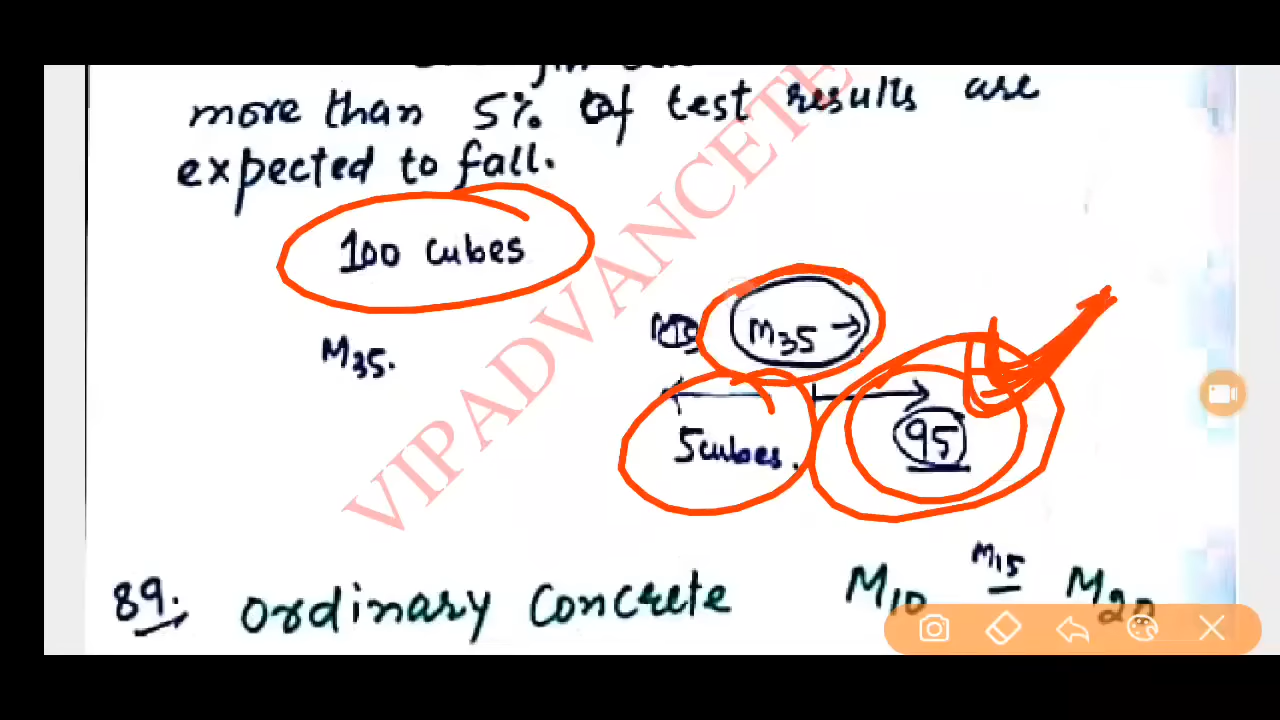 more than 5% of test results are
expected to fall.
100 cubes
M35 →
M35.
5cubes.
95
M15
89. Ordinary Concrete M10 M20
VIPADVANCETE